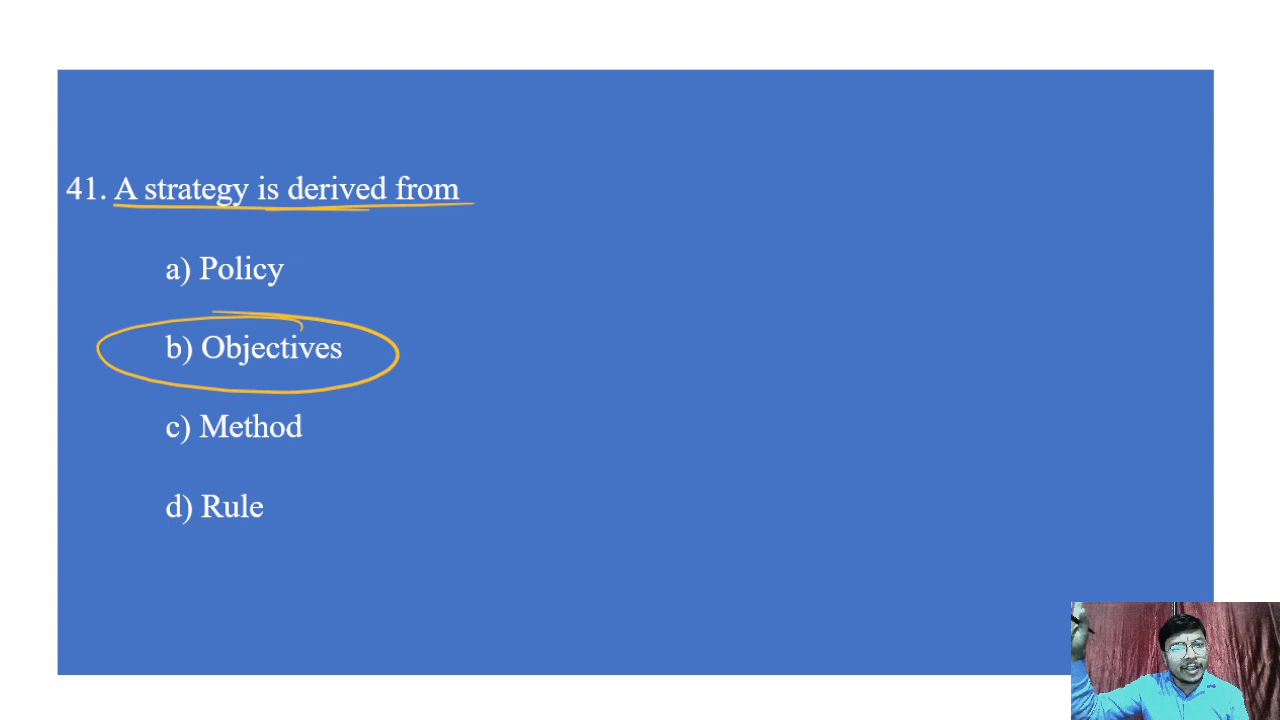 41. A strategy is derived from
a) Policy
b) Objectives
c) Method
d) Rule